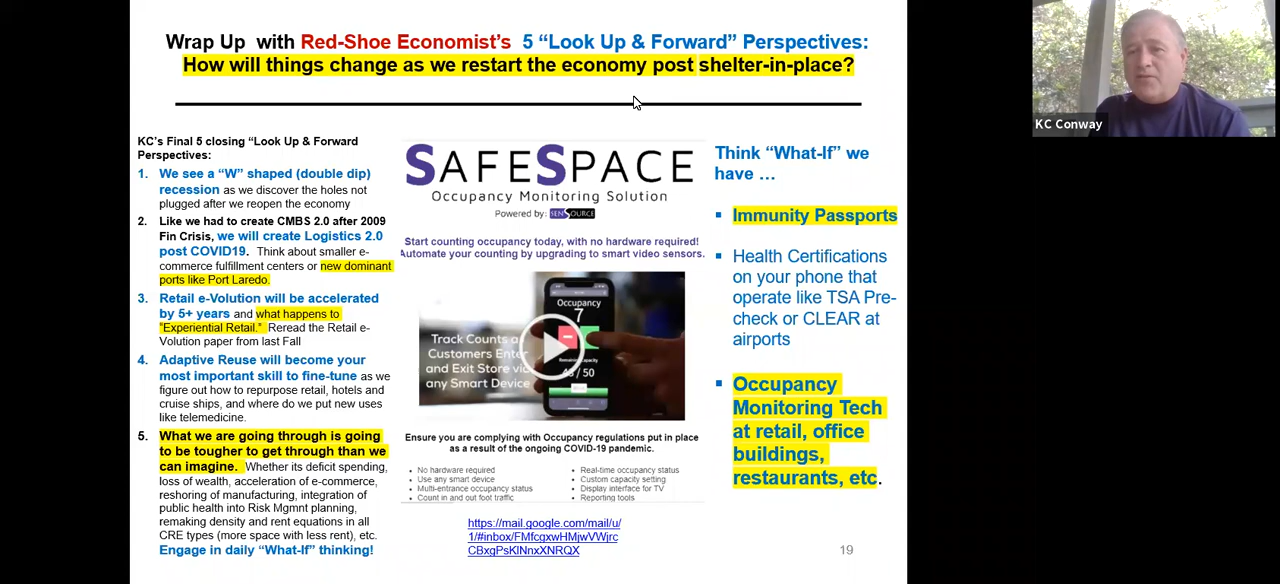 Wrap Up with Red-Shoe Economist's 5 "Look Up & Forward" Perspectives:
How will things change as we restart the economy post shelter-in-place?
KC Conway
KC's Final 5 closing "Look Up & Forward
Perspectives:
1. We see a "W" shaped (double dip)
recession as we discover the holes not
plugged after we reopen the economy
2. Like we had to create CMBS 2.0 after 2009
Fin Crisis, we will create Logistics 2.0
post COVID19. Think about smaller e-
commerce fulfillment centers or new dominant
ports like Port Laredo.
3. Retail e-Volution will be accelerated
by 5+ years and what happens to
"Experiential Retail." Reread the Retail e-
Volution paper from last Fall
4. Adaptive Reuse will become your
most important skill to fine-tune as we
figure out how to repurpose retail, hotels and
cruise ships, and where do we put new uses
like telemedicine.
5. What we are going through is going
to be tougher to get through than we
can imagine. Whether its deficit spending,
loss of wealth, acceleration of e-commerce,
reshoring of manufacturing, integration of
public health into Risk Mgmnt planning,
remaking density and rent equations in all
CRE types (more space with less rent), etc.
Engage in daily "What-If" thinking!
SAFESPACE
Occupancy Monitoring Solution
Powered by: SENSOURCE
Start counting occupancy today, with no hardware required!
Automate your counting by upgrading to smart video sensors.
Occupancy
7
Remaining Capacity
43 / 50
Track Counts a
Customers Ente
and Exit Store via
any Smart Device
Ensure you are complying with Occupancy regulations put in place
as a result of the ongoing COVID-19 pandemic.
• No hardware required
• Use any smart device
• Multi-entrance occupancy status
• Count in and out foot traffic
• Real-time occupancy status
• Custom capacity setting
• Display interface for TV
• Reporting tools
Think "What-If" we
have …
▪ Immunity Passports
▪ Health Certifications
on your phone that
operate like TSA Pre-
check or CLEAR at
airports
▪ Occupancy
Monitoring Tech
at retail, office
buildings,
restaurants, etc.
19